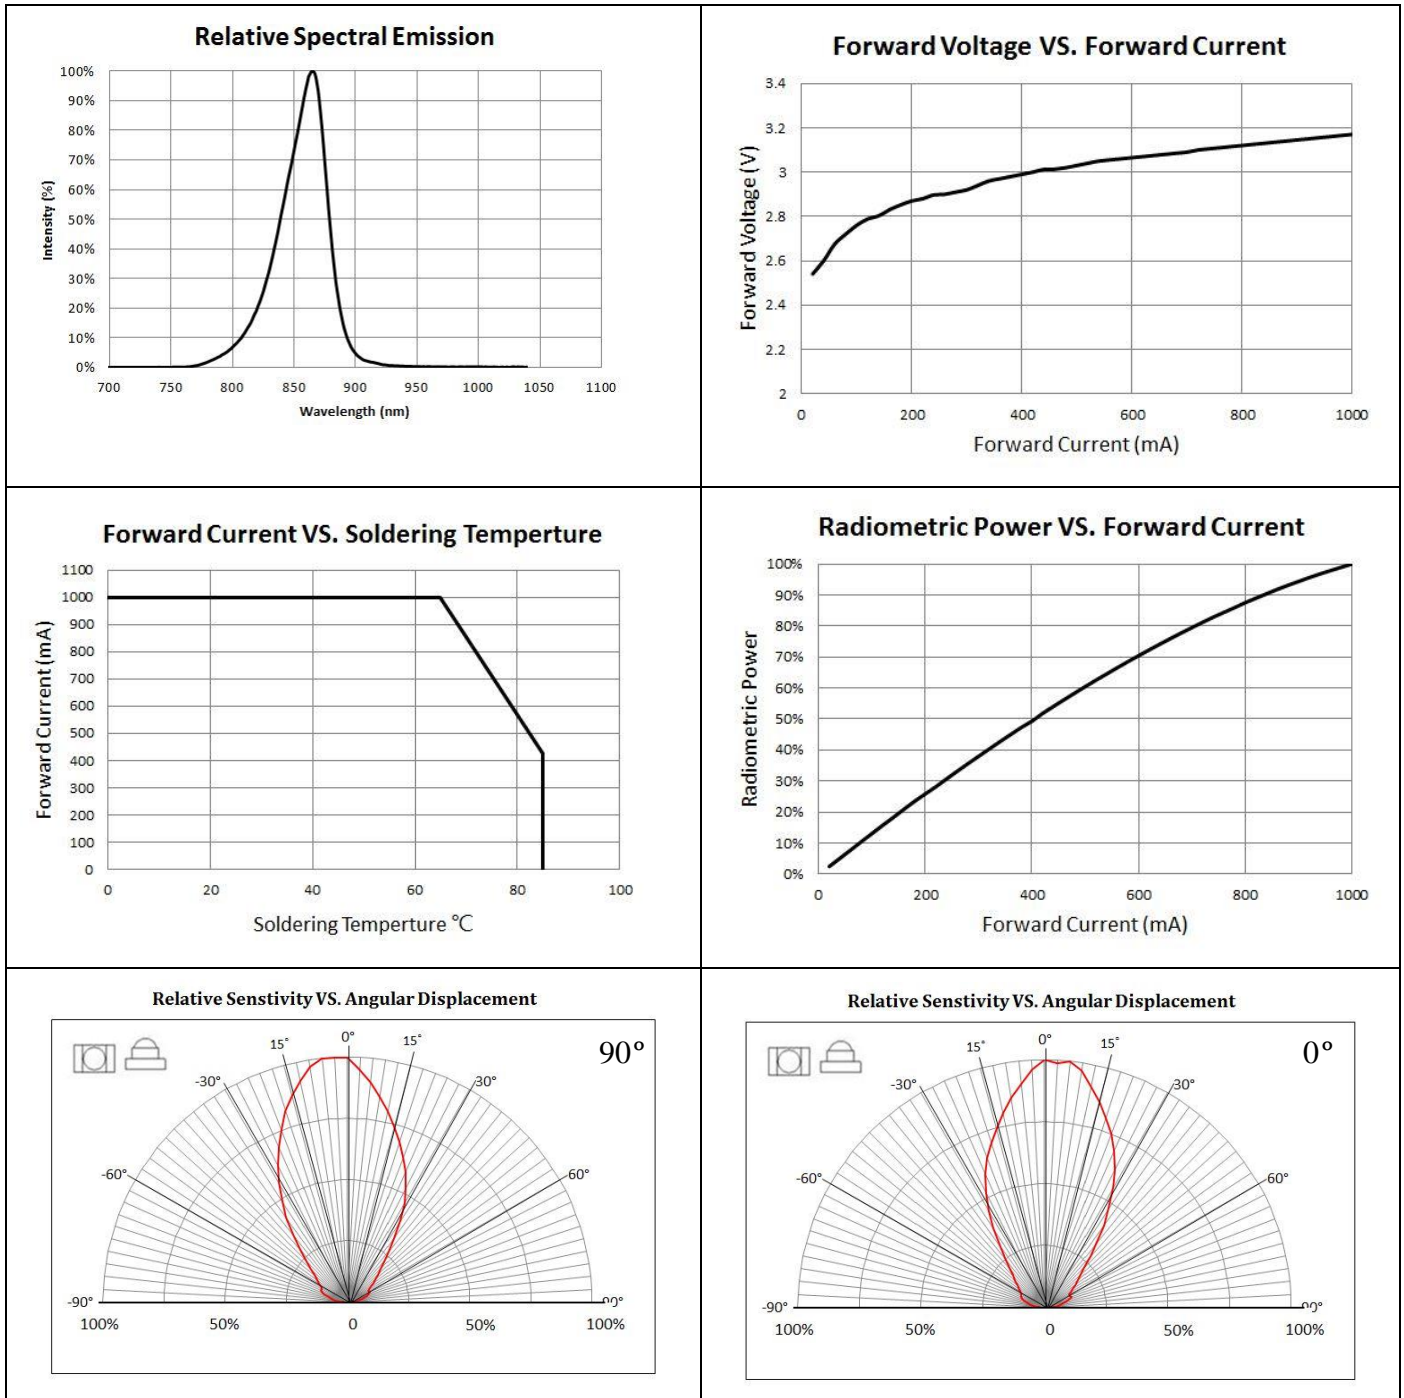 Relative Spectral Emission
100%
90%
80%
70%
60%
50%
40%
30%
20%
10%
0%
Intensity (%)
700 750 800 850 900 950 1000 1050 1100
Wavelength (nm)
Forward Voltage VS. Forward Current
3.4
3.2
3
2.8
2.6
2.4
2.2
2
Forward Voltage (V)
0 200 400 600 800 1000
Forward Current (mA)
Forward Current VS. Soldering Temperture
1100
1000
900
800
700
600
500
400
300
200
100
0
Forward Current (mA)
0 20 40 60 80 100
Soldering Temperture ℃
Radiometric Power VS. Forward Current
100%
90%
80%
70%
60%
50%
40%
30%
20%
10%
0%
Radiometric Power
0 200 400 600 800 1000
Forward Current (mA)
Relative Senstivity VS. Angular Displacement
90°
15° 0° 15°
-30° 30°
-60° 60°
-90° 90°
100% 50% 0 50% 100%
Relative Senstivity VS. Angular Displacement
0°
15° 0° 15°
-30° 30°
-60° 60°
-90° 90°
100% 50% 0 50% 100%